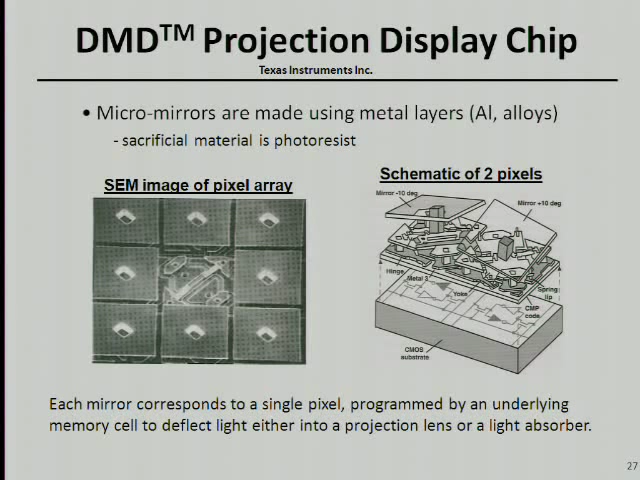 DMD™ Projection Display Chip
Texas Instruments Inc.
• Micro-mirrors are made using metal layers (Al, alloys)
- sacrificial material is photoresist
SEM image of pixel array
Schematic of 2 pixels
Mirror -10 deg
Mirror +10 deg
Hinge
Metal 3
Yoke
Spring
tip
CMP
code
CMOS
substrate
Each mirror corresponds to a single pixel, programmed by an underlying
memory cell to deflect light either into a projection lens or a light absorber.
27